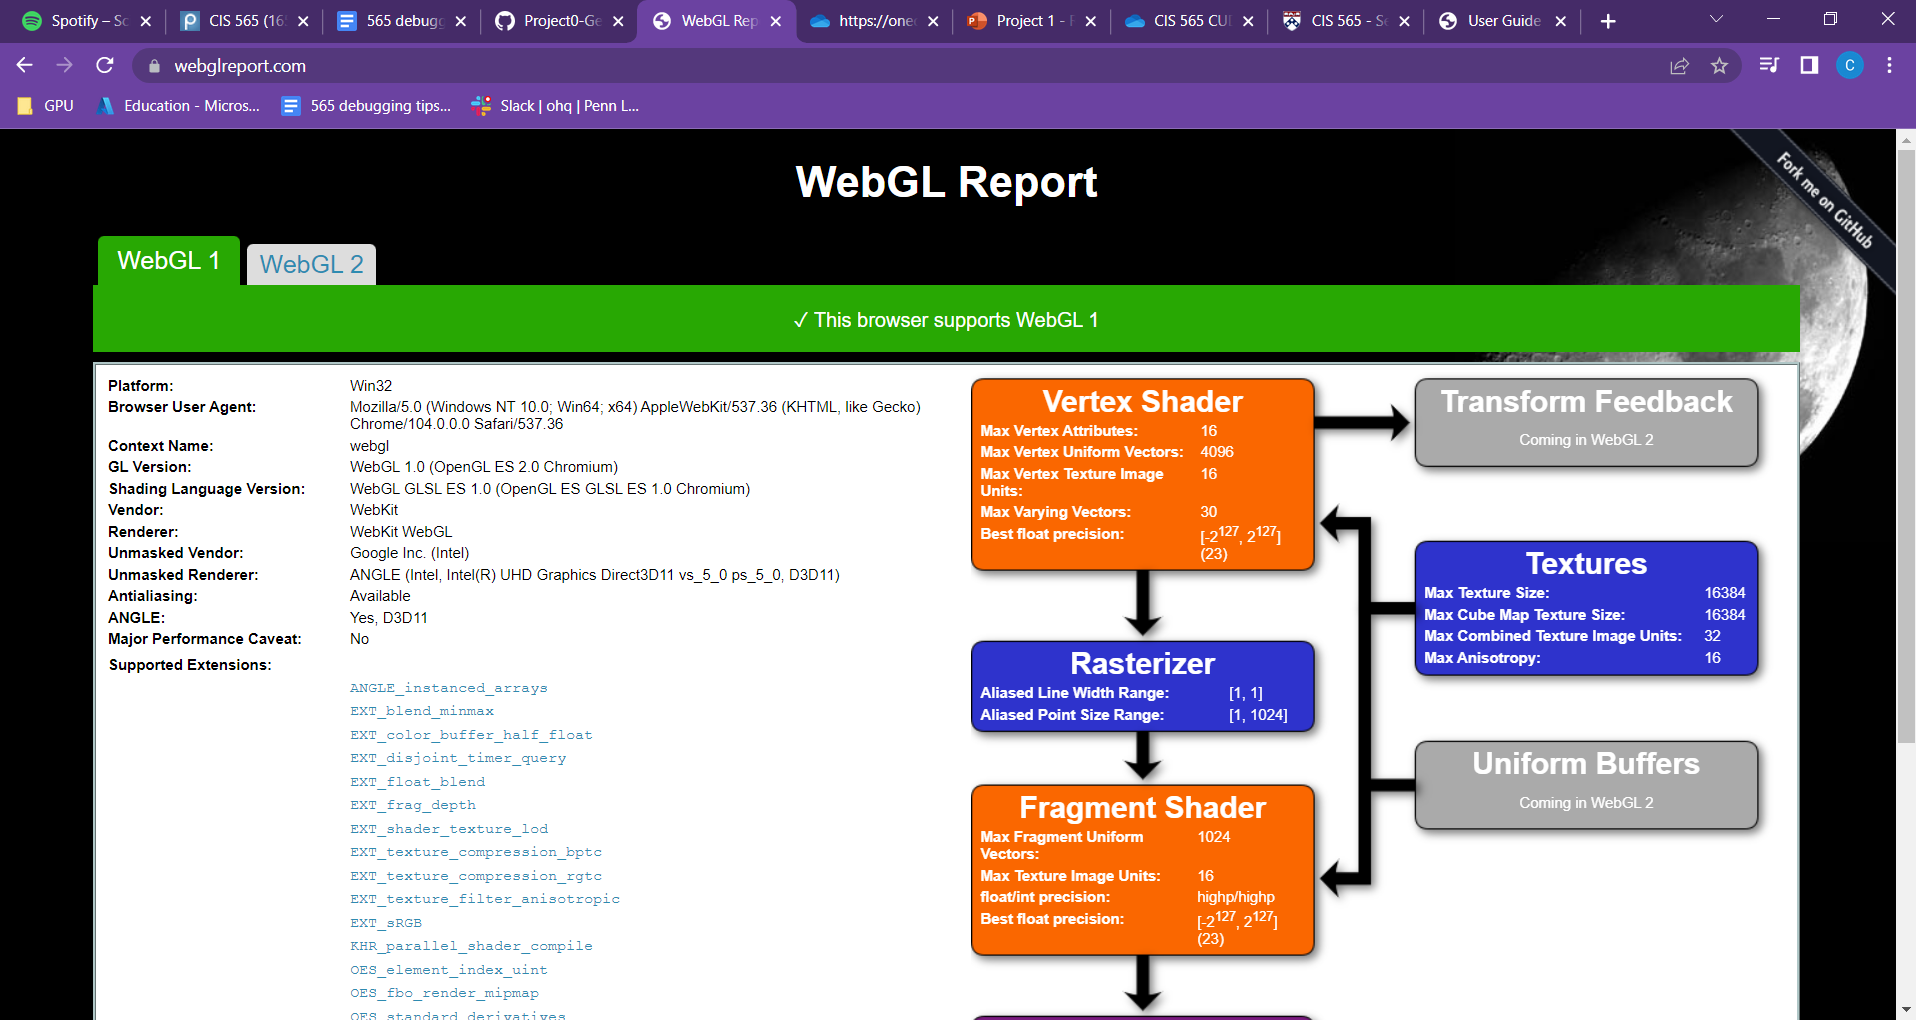 Spotify – Sc
CIS 565 (165
565 debugg
Project0-Ge
WebGL Rep
https://oned
Project 1 - P
CIS 565 CUD
CIS 565 - Se
User Guide
webglreport.com
C
GPU
Education - Micros...
565 debugging tips...
Slack | ohq | Penn L...
Fork me on GitHub
WebGL Report
WebGL 1
WebGL 2
✓ This browser supports WebGL 1
Platform: Win32
Browser User Agent: Mozilla/5.0 (Windows NT 10.0; Win64; x64) AppleWebKit/537.36 (KHTML, like Gecko)
Chrome/104.0.0.0 Safari/537.36
Context Name: webgl
GL Version: WebGL 1.0 (OpenGL ES 2.0 Chromium)
Shading Language Version: WebGL GLSL ES 1.0 (OpenGL ES GLSL ES 1.0 Chromium)
Vendor: WebKit
Renderer: WebKit WebGL
Unmasked Vendor: Google Inc. (Intel)
Unmasked Renderer: ANGLE (Intel, Intel(R) UHD Graphics Direct3D11 vs_5_0 ps_5_0, D3D11)
Antialiasing: Available
ANGLE: Yes, D3D11
Major Performance Caveat: No
Supported Extensions:
ANGLE_instanced_arrays
EXT_blend_minmax
EXT_color_buffer_half_float
EXT_disjoint_timer_query
EXT_float_blend
EXT_frag_depth
EXT_shader_texture_lod
EXT_texture_compression_bptc
EXT_texture_compression_rgtc
EXT_texture_filter_anisotropic
EXT_sRGB
KHR_parallel_shader_compile
OES_element_index_uint
OES_fbo_render_mipmap
OES_standard_derivatives
Vertex Shader
Max Vertex Attributes: 16
Max Vertex Uniform Vectors: 4096
Max Vertex Texture Image 16
Units:
Max Varying Vectors: 30
Best float precision: [-2^127, 2^127]
(23)
Transform Feedback
Coming in WebGL 2
Textures
Max Texture Size: 16384
Max Cube Map Texture Size: 16384
Max Combined Texture Image Units: 32
Max Anisotropy: 16
Rasterizer
Aliased Line Width Range: [1, 1]
Aliased Point Size Range: [1, 1024]
Uniform Buffers
Coming in WebGL 2
Fragment Shader
Max Fragment Uniform 1024
Vectors:
Max Texture Image Units: 16
float/int precision: highp/highp
Best float precision: [-2^127, 2^127]
(23)